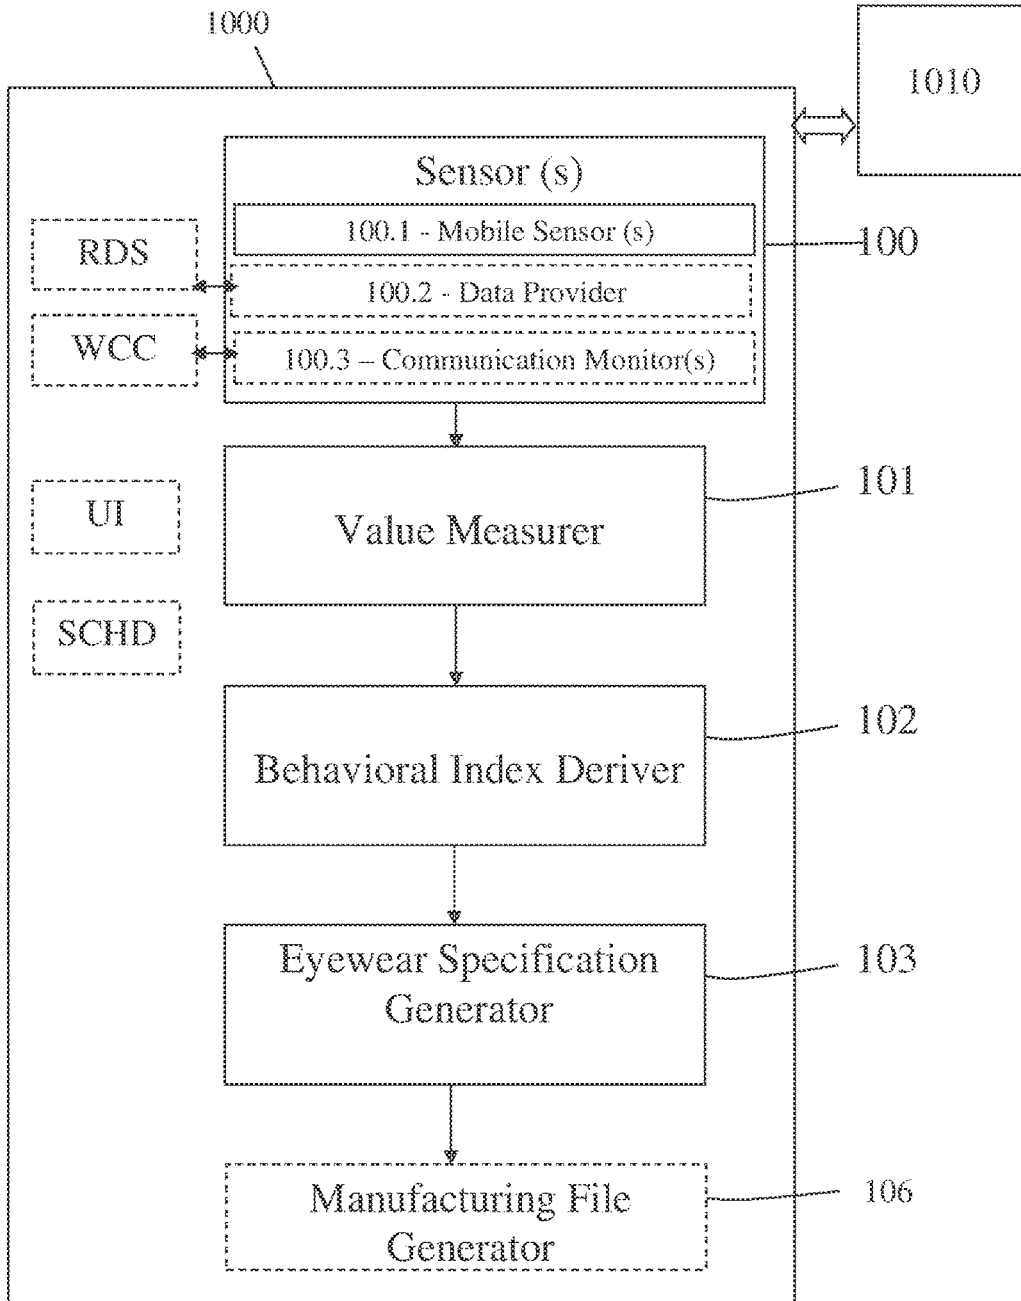 1000
1010
Sensor (s)
100.1 - Mobile Sensor (s)
100
RDS
100.2 - Data Provider
WCC
100.3 – Communication Monitor(s)
101
UI
Value Measurer
SCHD
102
Behavioral Index Deriver
Eyewear Specification
Generator
103
Manufacturing File
Generator
106